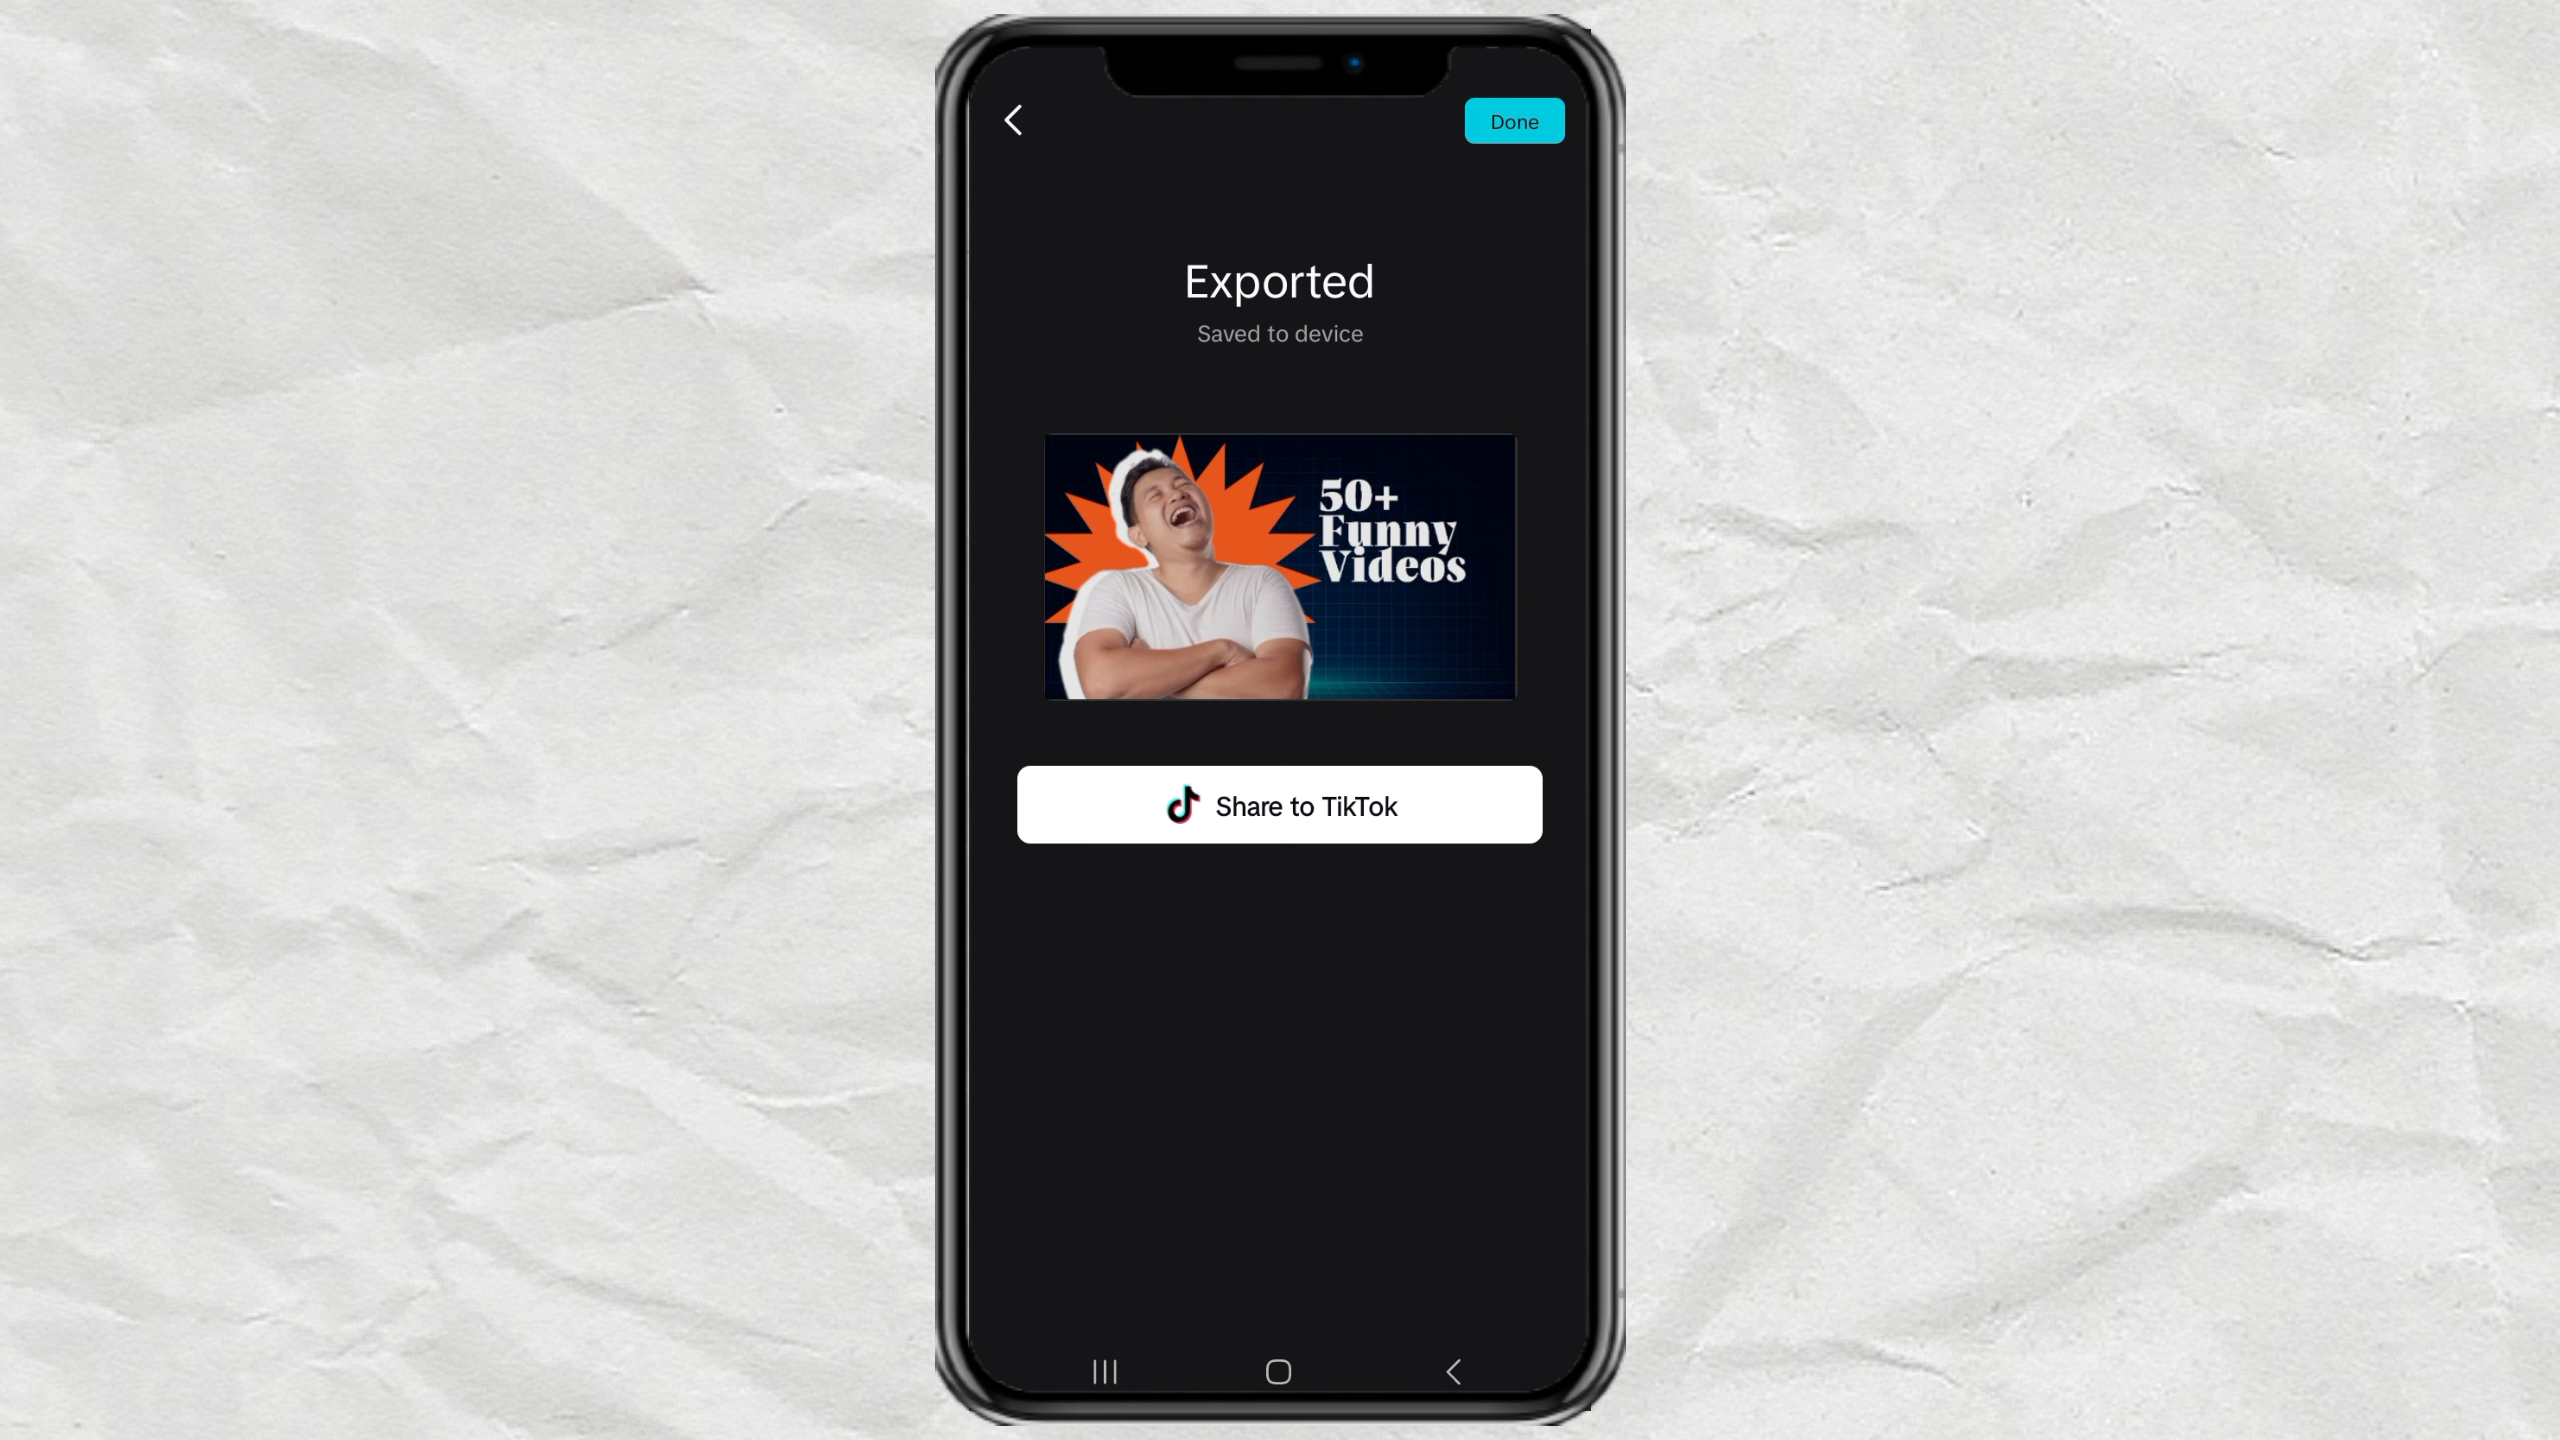 Done
Exported
Saved to device
50+
Funny
Videos
Share to TikTok